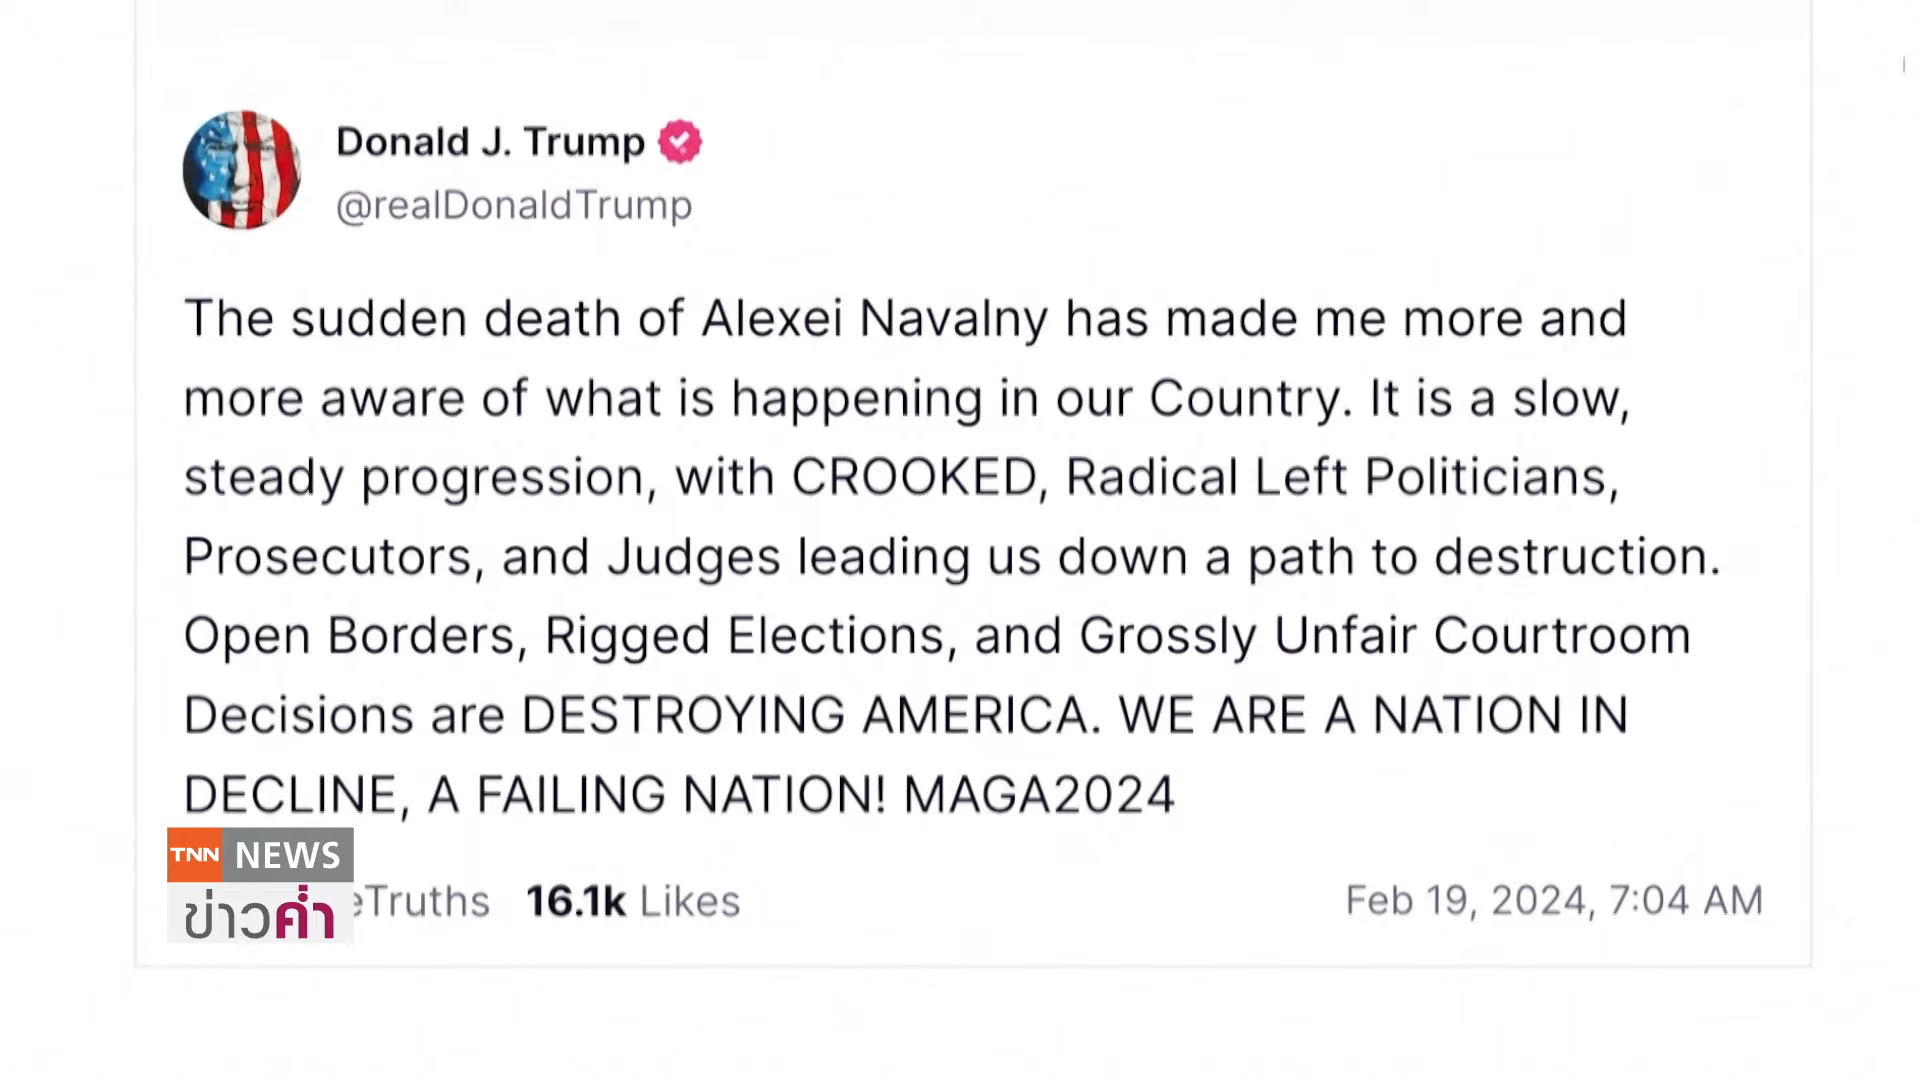 Donald J. Trump
@realDonaldTrump
The sudden death of Alexei Navalny has made me more and
more aware of what is happening in our Country. It is a slow,
steady progression, with CROOKED, Radical Left Politicians,
Prosecutors, and Judges leading us down a path to destruction.
Open Borders, Rigged Elections, and Grossly Unfair Courtroom
Decisions are DESTROYING AMERICA. WE ARE A NATION IN
DECLINE, A FAILING NATION! MAGA2024
TNN NEWS
ข่าวค่ำ
eTruths 16.1k Likes Feb 19, 2024, 7:04 AM